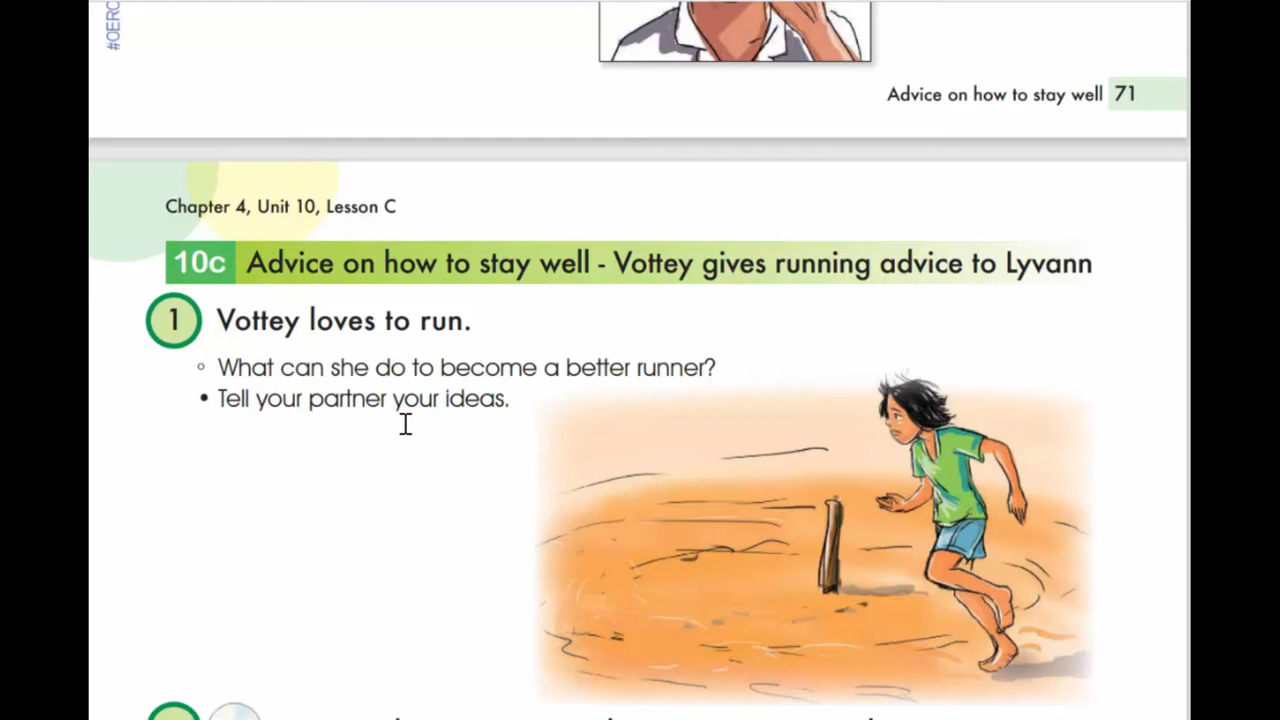 #OERC
Advice on how to stay well 71
Chapter 4, Unit 10, Lesson C
10c Advice on how to stay well - Vottey gives running advice to Lyvann
1 Vottey loves to run.
◦ What can she do to become a better runner?
• Tell your partner your ideas.